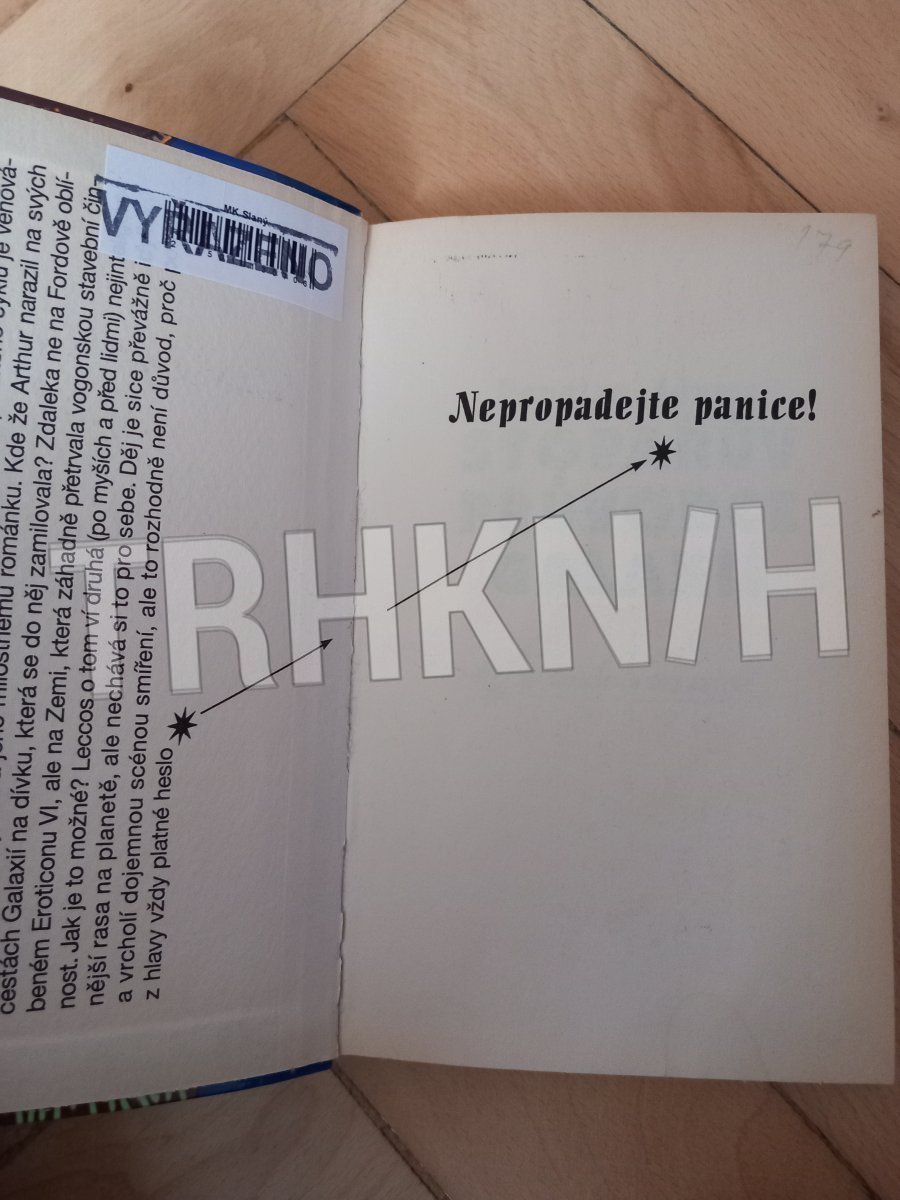 cestách Galaxií na dívku, která se do něj zamilovala? Zdaleka ne na Fordově oblí-
beném Eroticonu VI, ale na Zemi, která záhadně přetrvala vogonskou stavební čin
nost. Jak je to možné? Leccos o tom ví druhá (po myších a před lidmi) nejint
nější rasa na planetě, ale nechává si to pro sebe. Děj je sice převážně
a vrcholí dojemnou scénou smíření, ale to rozhodně není důvod, proč
z hlavy vždy platné heslo
MK Slaný
VYŘAZENO
179
Nepropadejte panice!
TRHKNIH